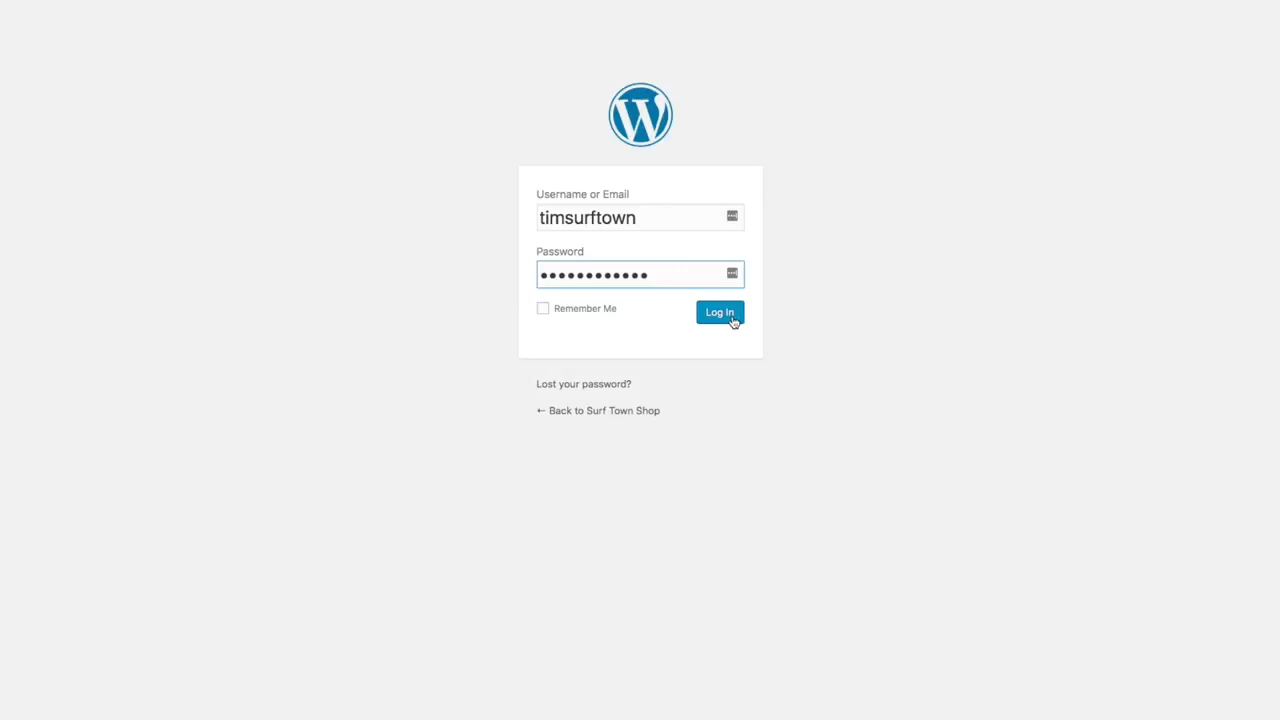 Username or Email
timsurftown
Password
●●●●●●●●●●●●
Remember Me
Log In
Lost your password?
← Back to Surf Town Shop